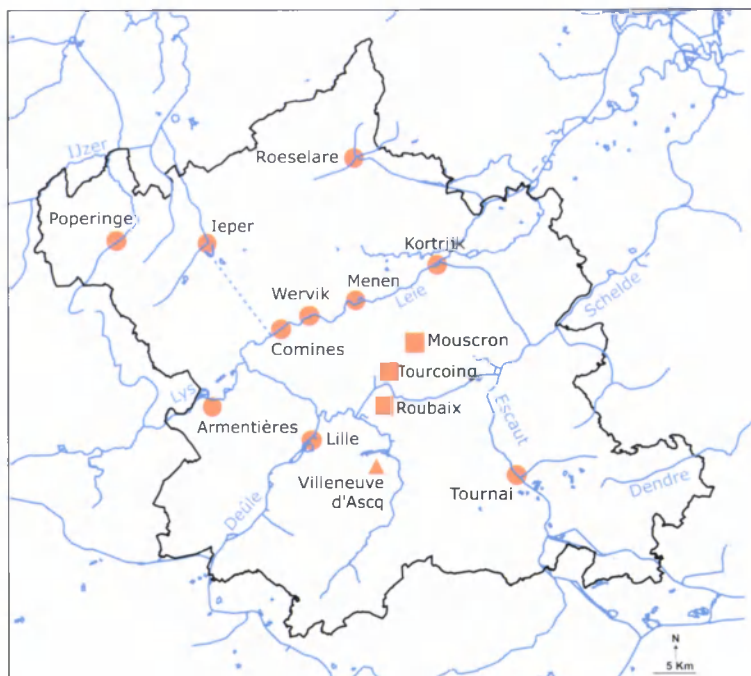 IJzer
Roeselare
Poperinge
Ieper
Kortrijk
Menen
Leie
Wervik
Schelde
Comines
Mouscron
Tourcoing
Lys
Roubaix
Armentières
Escaut
Lille
Villeneuve
d'Ascq
Tournai
Dendre
Deûle
N
5 Km